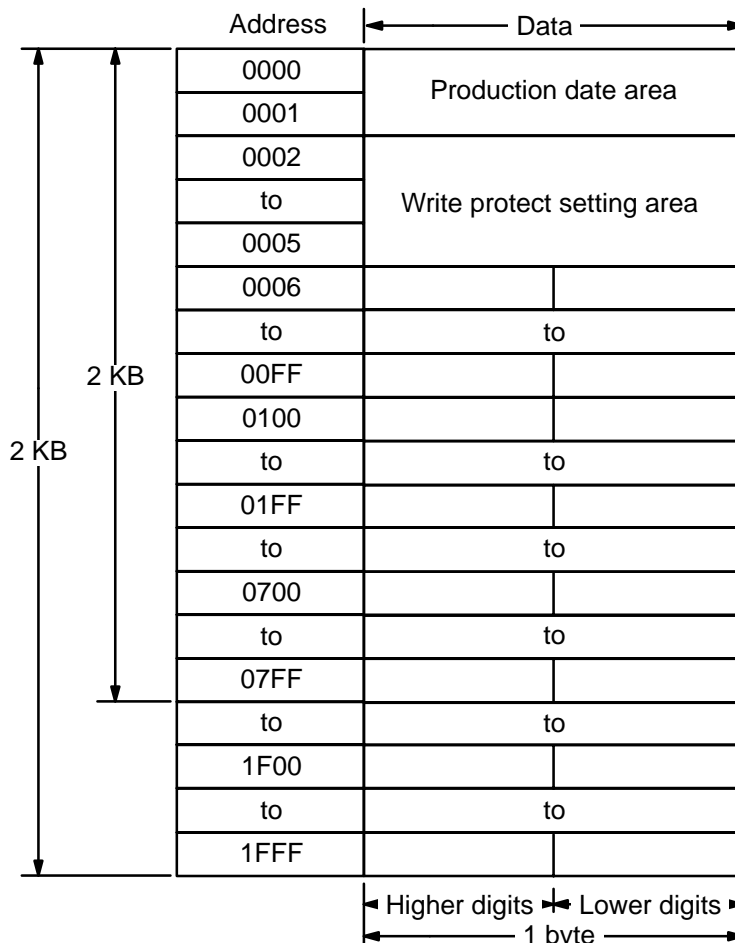 Address Data
0000
Production date area
0001
0002
to
Write protect setting area
0005
0006
to to
2 KB
00FF
0100
2 KB
to to
01FF
to to
0700
to to
07FF
to to
1F00
to to
1FFF
Higher digits Lower digits
1 byte